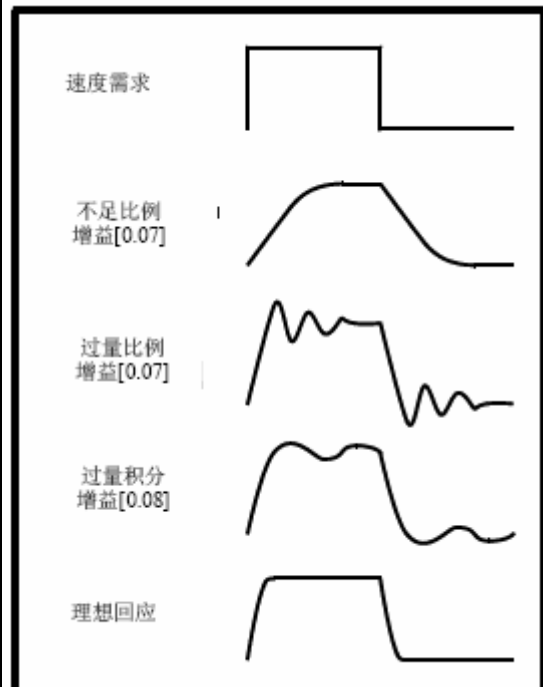 速度需求
不足比例
增益[0.07]
过量比例
增益[0.07]
过量积分
增益[0.08]
理想回应